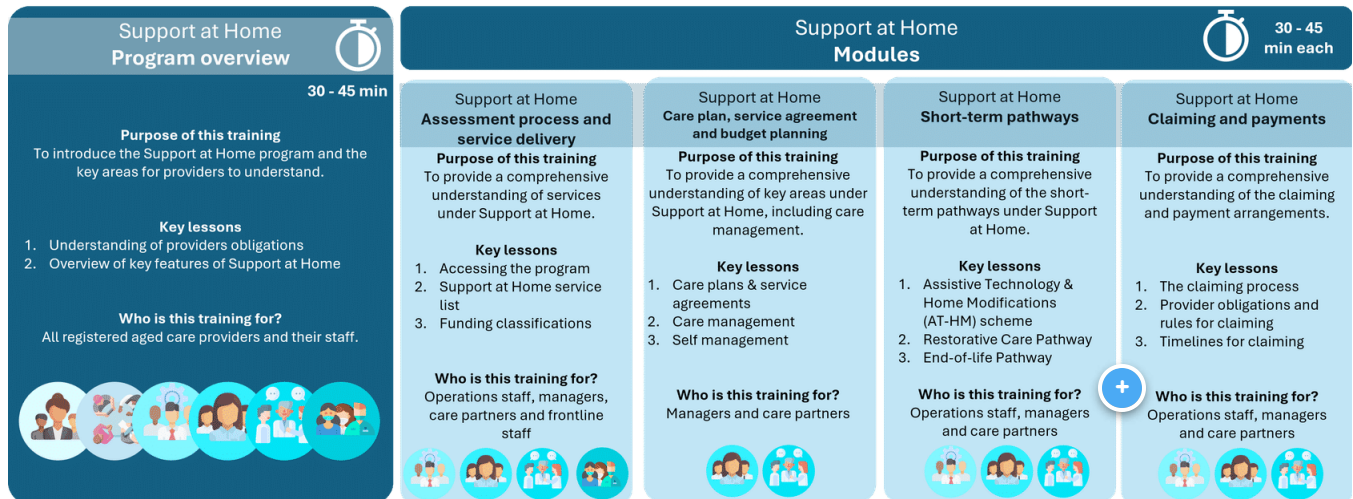 Support at Home
Program overview
30 - 45 min
Purpose of this training
To introduce the Support at Home program and the
key areas for providers to understand.
Key lessons
1. Understanding of providers obligations
2. Overview of key features of Support at Home
Who is this training for?
All registered aged care providers and their staff.
Support at Home
Modules
30 - 45
min each
Support at Home
Assessment process and
service delivery
Purpose of this training
To provide a comprehensive
understanding of services
under Support at Home.
Key lessons
1. Accessing the program
2. Support at Home service
list
3. Funding classifications
Who is this training for?
Operations staff, managers,
care partners and frontline
staff
Support at Home
Care plan, service agreement
and budget planning
Purpose of this training
To provide a comprehensive
understanding of key areas under
Support at Home, including care
management.
Key lessons
1. Care plans & service
agreements
2. Care management
3. Self management
Who is this training for?
Managers and care partners
Support at Home
Short-term pathways
Purpose of this training
To provide a comprehensive
understanding of the short-
term pathways under Support
at Home.
Key lessons
1. Assistive Technology &
Home Modifications
(AT-HM) scheme
2. Restorative Care Pathway
3. End-of-life Pathway
Who is this training for?
Operations staff, managers
and care partners
Support at Home
Claiming and payments
Purpose of this training
To provide a comprehensive
understanding of the claiming
and payment arrangements.
Key lessons
1. The claiming process
2. Provider obligations and
rules for claiming
3. Timelines for claiming
Who is this training for?
Operations staff, managers
and care partners